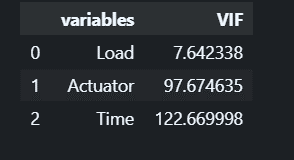 variables VIF
0 Load 7.642338
1 Actuator 97.674635
2 Time 122.669998